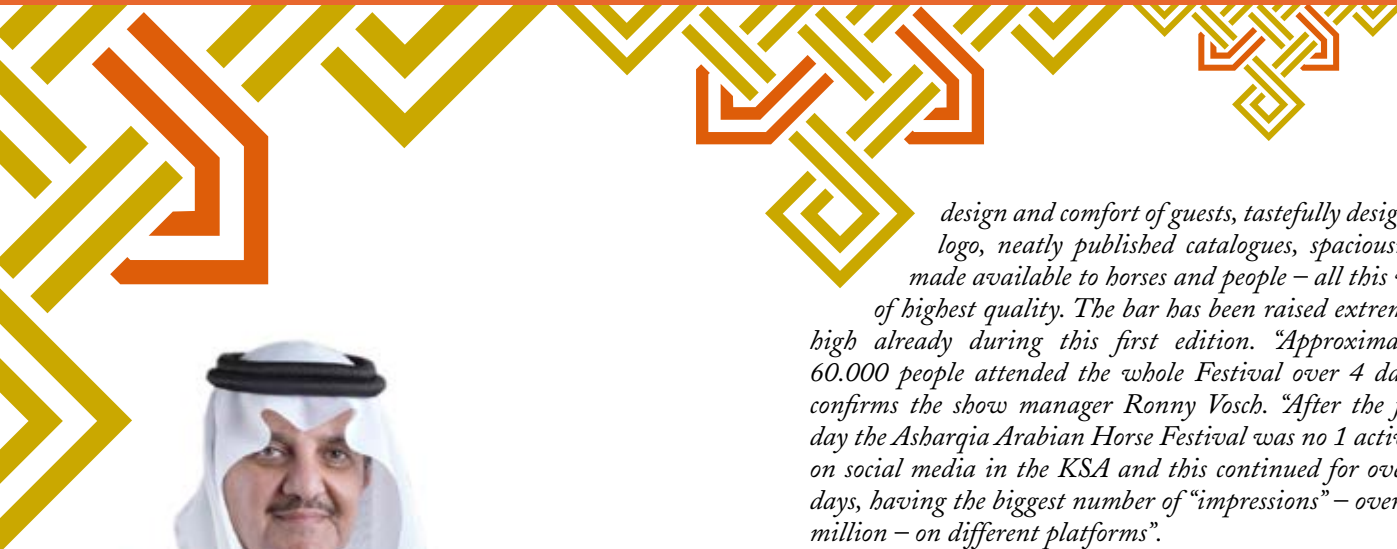 design and comfort of guests, tastefully desig
logo, neatly published catalogues, spacious
made available to horses and people – all this
of highest quality. The bar has been raised extrem
high already during this first edition. “Approxima
60.000 people attended the whole Festival over 4 da
confirms the show manager Ronny Vosch. “After the f
day the Asharqia Arabian Horse Festival was no 1 activ
on social media in the KSA and this continued for ove
days, having the biggest number of “impressions” – over
million – on different platforms”.